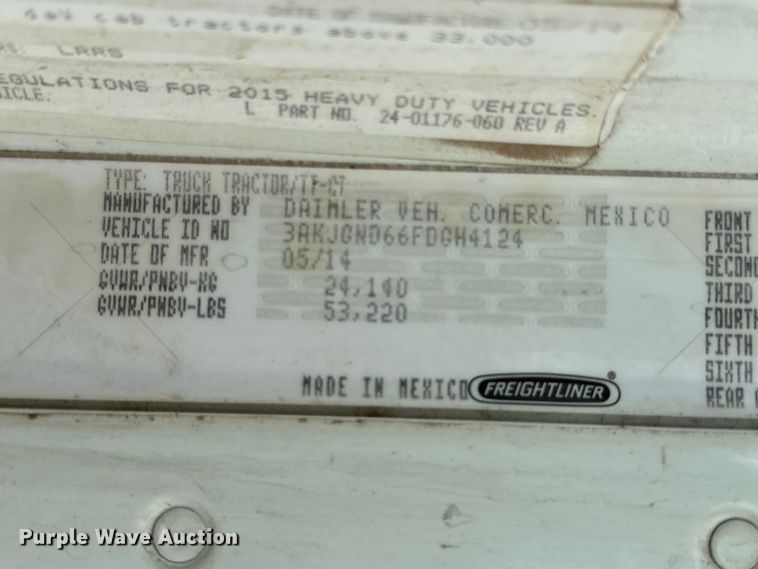 cab tractors above 33,000
LRRS
EGULATIONS FOR 2015 HEAVY DUTY VEHICLES.
HICLE.
L PART NO. 24-01176-060 REV A
TYPE: TRUCK TRACTOR/TT-CT
MANUFACTURED BY DAIMLER VEH. COMERC. MEXICO
VEHICLE ID NO 3AKJGND66FDGH4124
DATE OF MFR 05/14
GVWR/PNBV-KG 24,140
GVWR/PNBV-LBS 53,220
FRONT
FIRST
SECOND
THIRD
FOURTH
FIFTH
SIXTH
REAR
MADE IN MEXICO FREIGHTLINER®
Purple Wave Auction